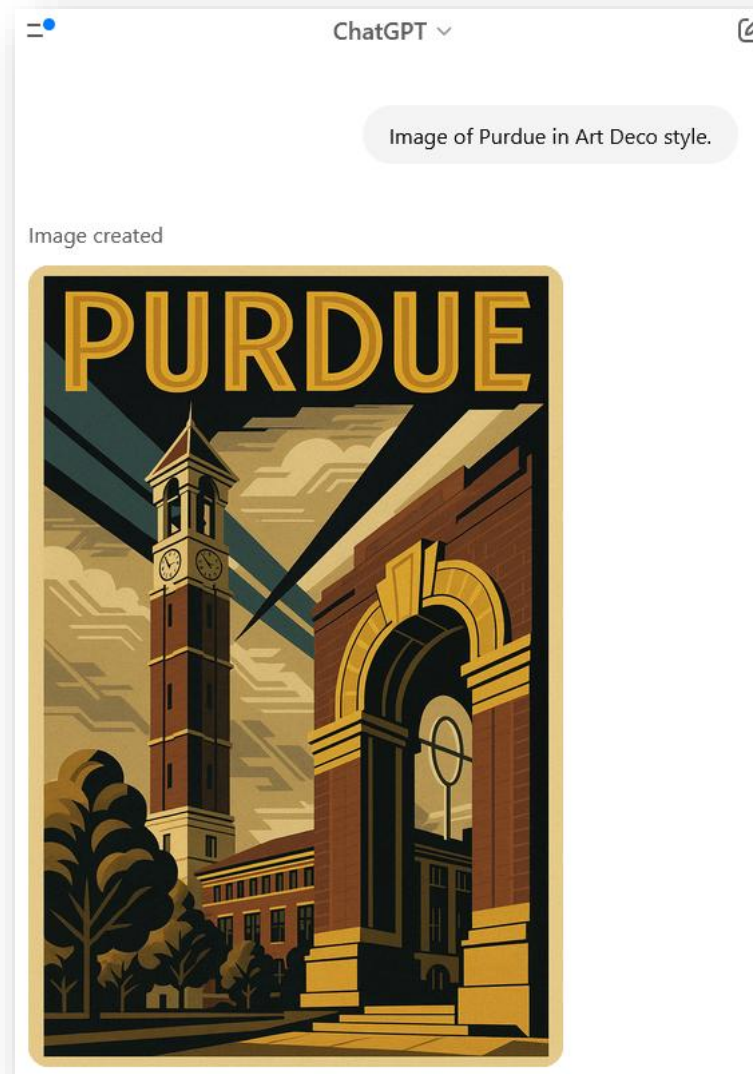 ChatGPT
Image of Purdue in Art Deco style.
Image created
PURDUE